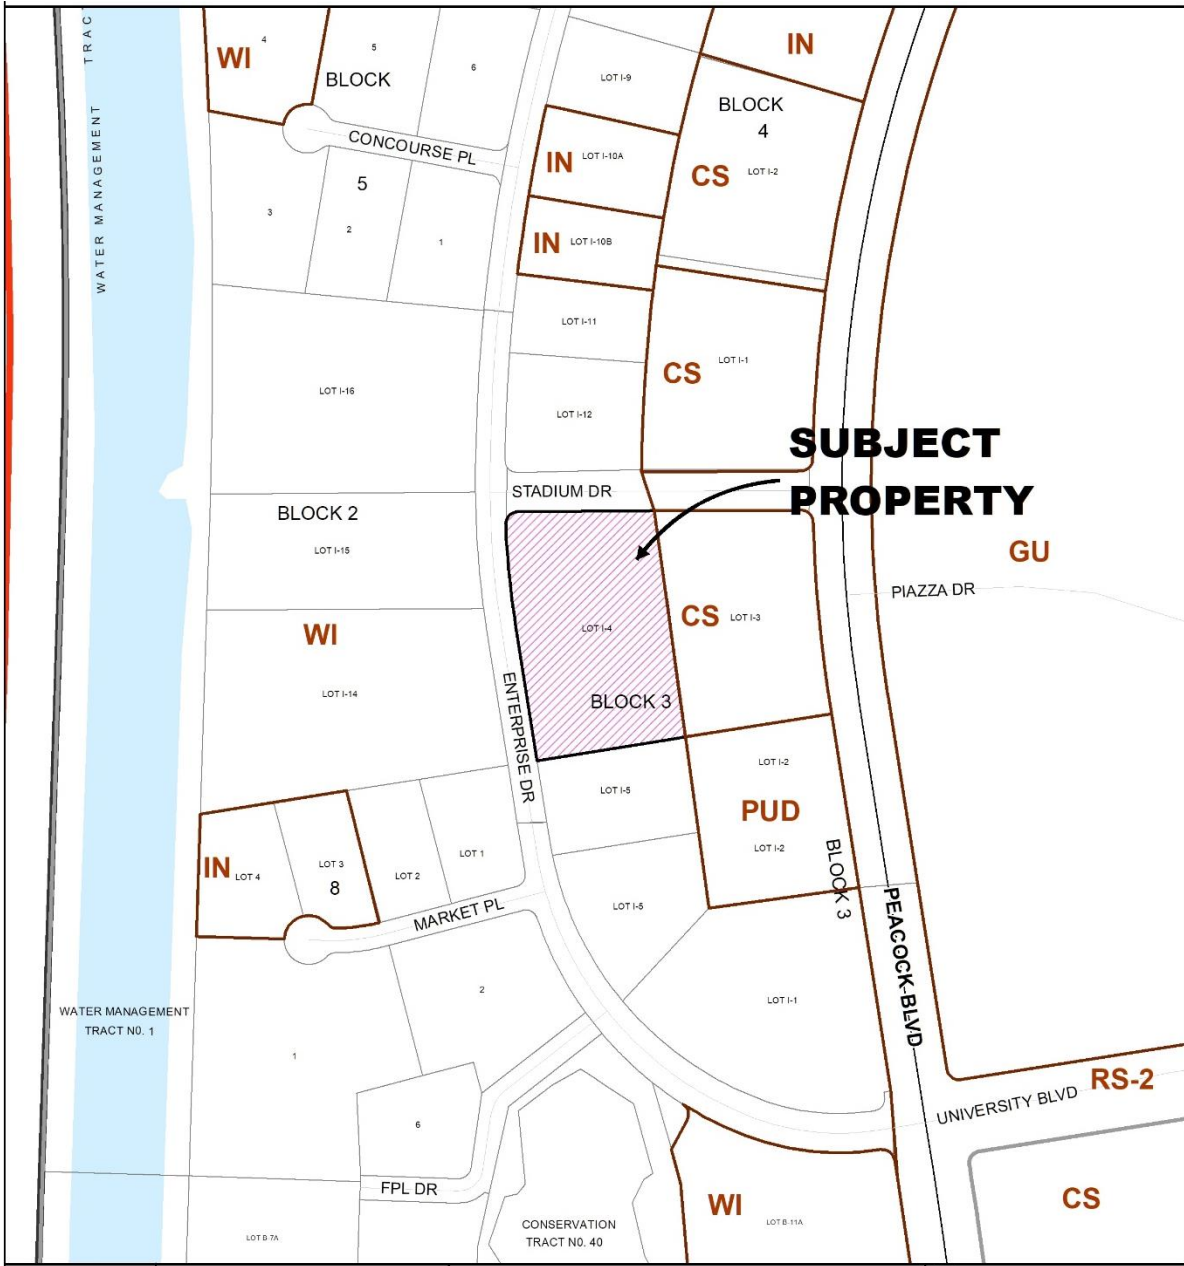 TRAC
WATER MANAGEMENT
WI
4
5
BLOCK
6
LOT I-9
IN
BLOCK
4
CONCOURSE PL
IN
LOT I-10A
CS
LOT I-2
5
3
2
1
IN
LOT I-10B
LOT I-11
LOT I-16
LOT I-12
CS
LOT I-1
SUBJECT
PROPERTY
STADIUM DR
BLOCK 2
LOT I-15
GU
PIAZZA DR
WI
LOT I-4
CS
LOT I-3
LOT I-14
BLOCK 3
ENTERPRISE DR
LOT I-5
LOT I-2
PUD
LOT I-2
BLOCK 3
IN
LOT 4
LOT 3
8
LOT 2
LOT 1
MARKET PL
LOT I-5
PEACOCK BLVD
WATER MANAGEMENT
TRACT N0. 1
2
LOT I-1
1
RS-2
UNIVERSITY BLVD
6
FPL DR
CONSERVATION
TRACT N0. 40
WI
LOT B-11A
CS
LOT B-7A